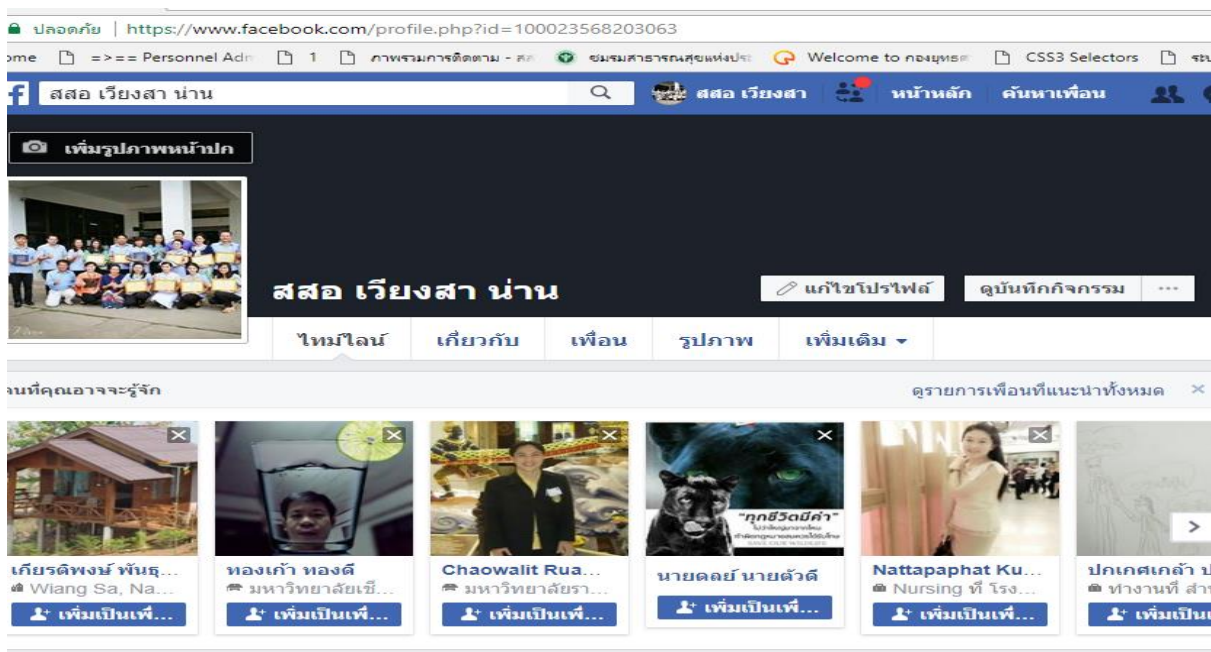 ปลอดภัย | https://www.facebook.com/profile.php?id=100023568203063
ome =>== Personnel Adn 1 ภาพรวมการติดตาม - สก ชมรมสาธารณสุขแห่งประ Welcome to กองยุทธศ CSS3 Selectors ระบ
f สสอ เวียงสา น่าน สสอ เวียงสา หน้าหลัก ค้นหาเพื่อน
เพิ่มรูปภาพหน้าปก
สสอ เวียงสา น่าน แก้ไขโปรไฟล์ ดูบันทึกกิจกรรม ...
ไทม์ไลน์ เกี่ยวกับ เพื่อน รูปภาพ เพิ่มเติม
คนที่คุณอาจจะรู้จัก ดูรายการเพื่อนที่แนะนำทั้งหมด
"ทุกชีวิตมีค่า"
เกียรติพงษ์ พันธุ... ทองเก้า ทองดี Chaowalit Rua... นายดลย์ นายตัวดี Nattapaphat Ku... ปกเกศเกล้า ป
Wiang Sa, Na... มหาวิทยาลัยเชี... มหาวิทยาลัยรา... Nursing ที่ โรง... ทำงานที่ สำน
เพิ่มเป็นเพื่... เพิ่มเป็นเพื่... เพิ่มเป็นเพื่... เพิ่มเป็นเพื่... เพิ่มเป็นเพื่... เพิ่มเป็นเ